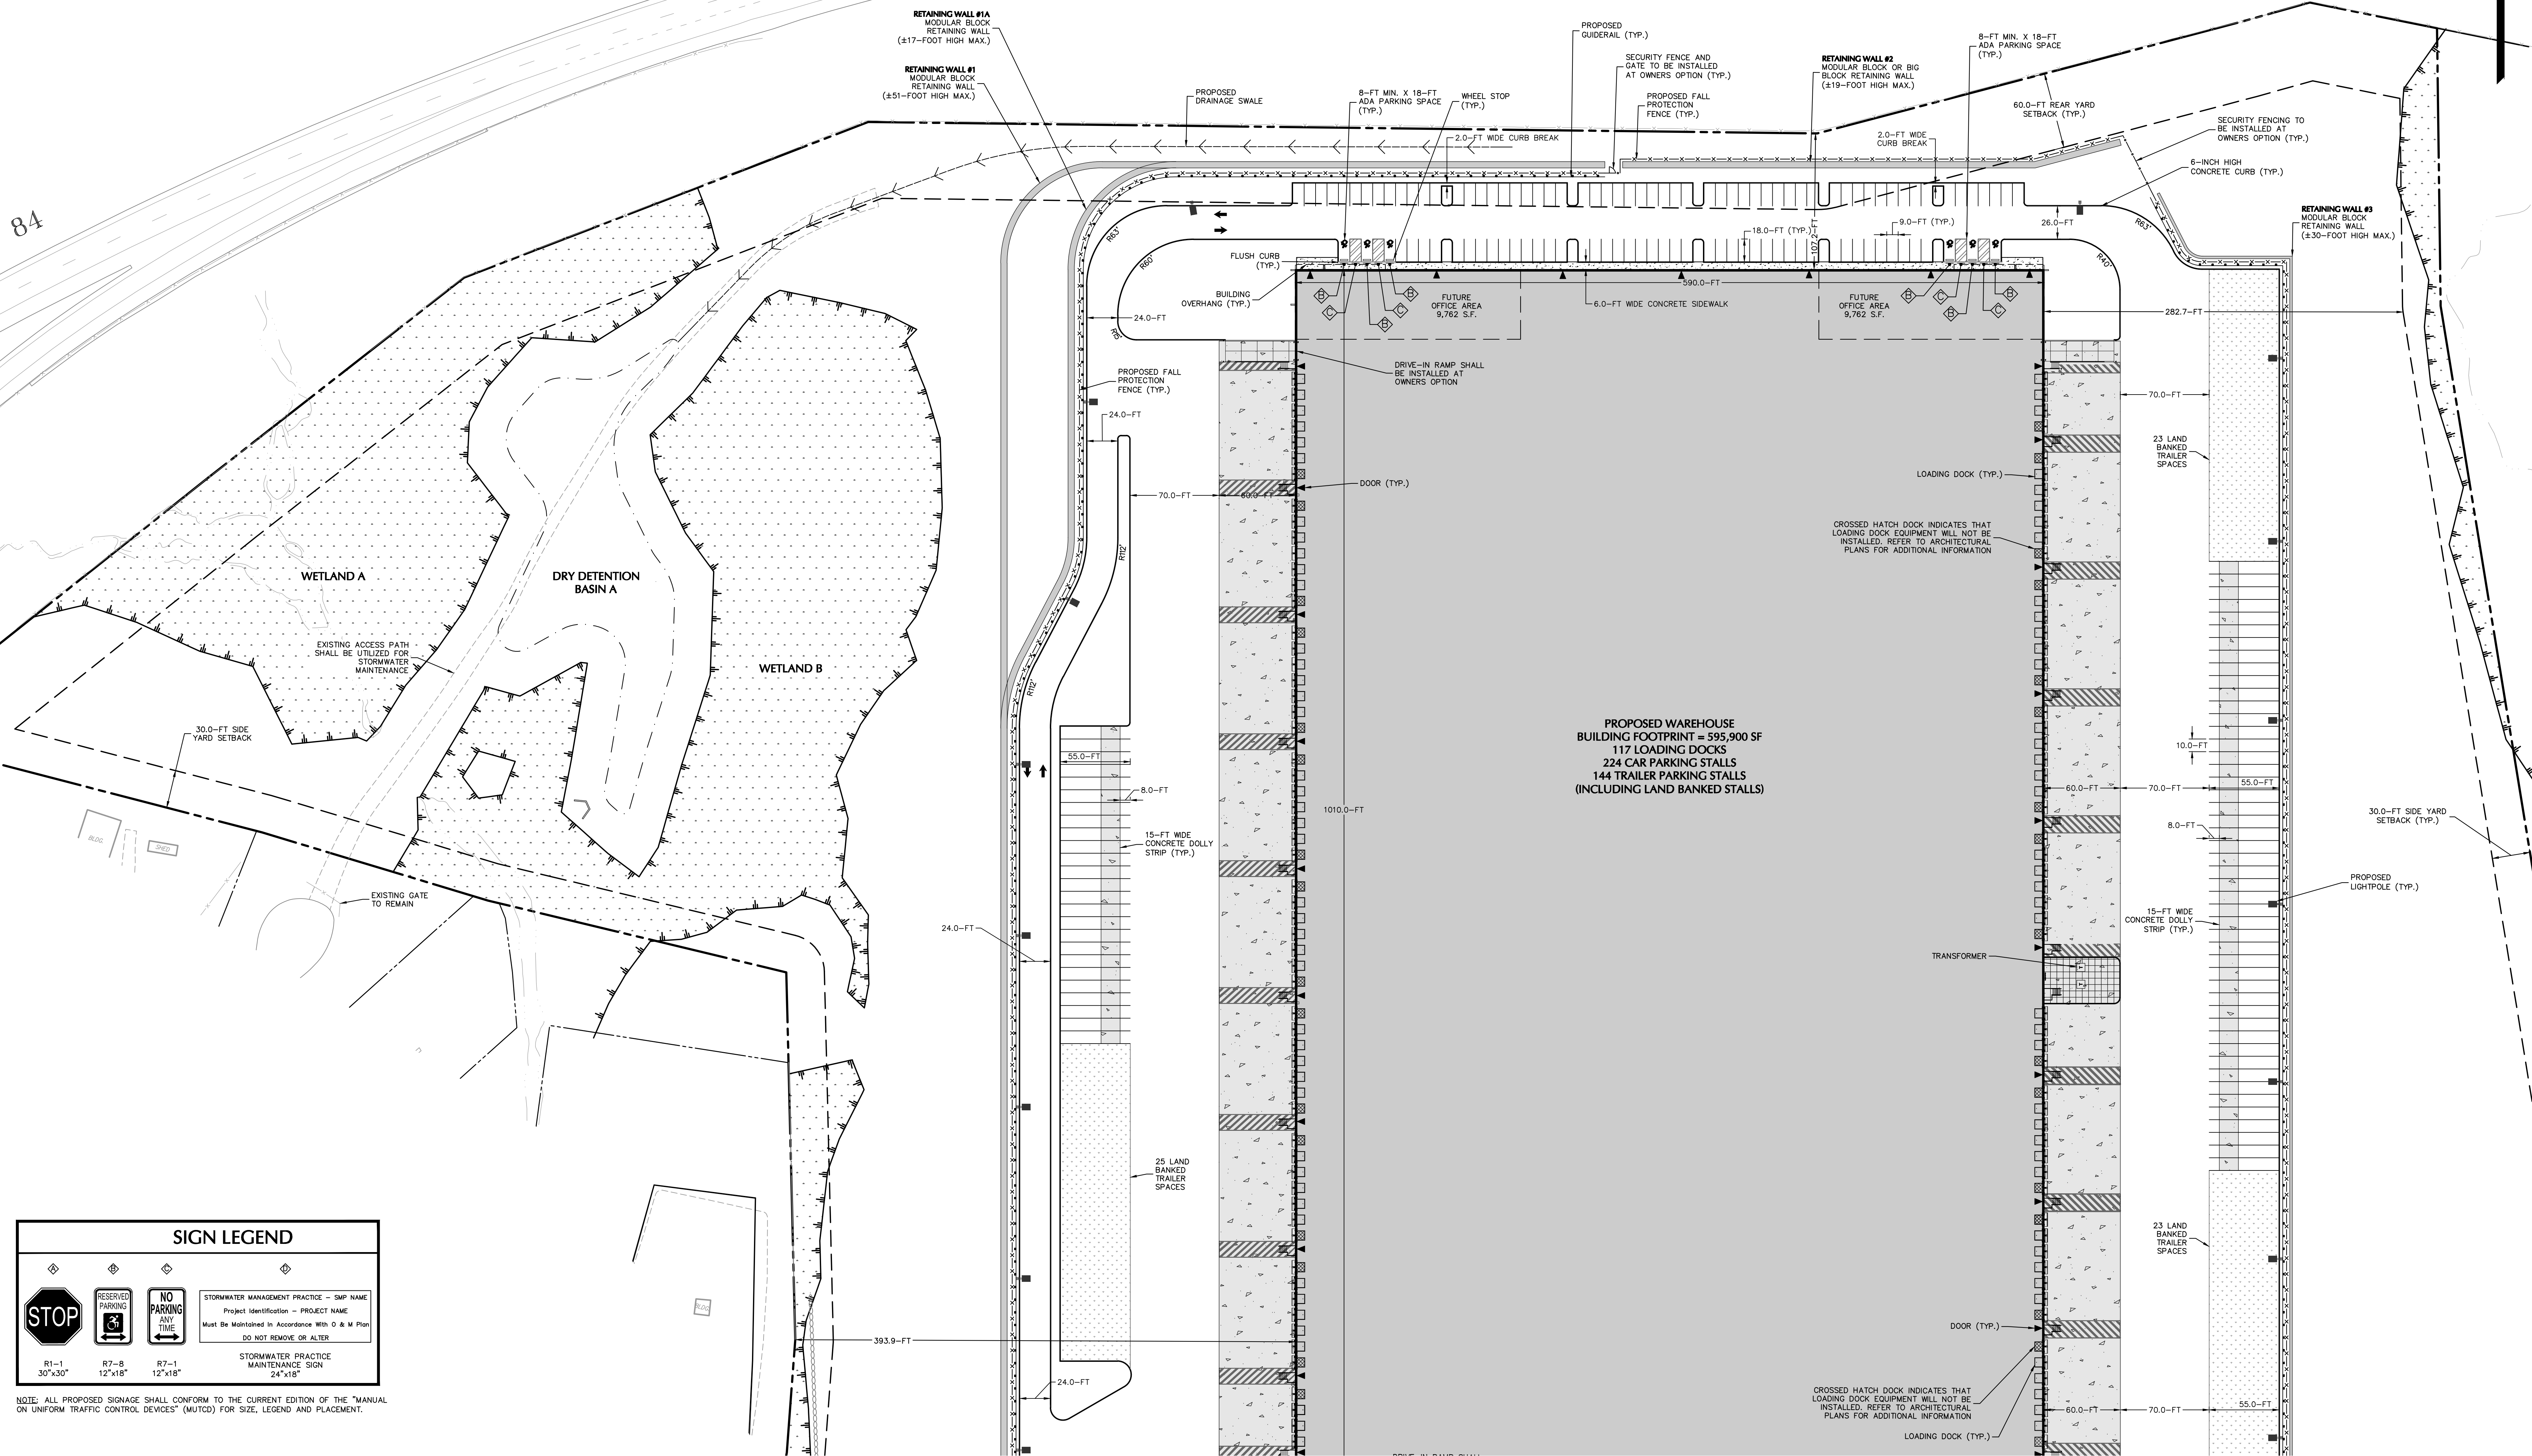 RETAINING WALL #1A
MODULAR BLOCK
RETAINING WALL
(±17-FOOT HIGH MAX.)
RETAINING WALL #1
MODULAR BLOCK
RETAINING WALL
(±51-FOOT HIGH MAX.)
PROPOSED
DRAINAGE SWALE
8-FT MIN. X 18-FT
ADA PARKING SPACE
(TYP.)
WHEEL STOP
(TYP.)
2.0-FT WIDE CURB BREAK
PROPOSED
GUIDERAIL (TYP.)
SECURITY FENCE AND
GATE TO BE INSTALLED
AT OWNERS OPTION (TYP.)
PROPOSED FALL
PROTECTION
FENCE (TYP.)
RETAINING WALL #2
MODULAR BLOCK OR BIG
BLOCK RETAINING WALL
(±19-FOOT HIGH MAX.)
8-FT MIN. X 18-FT
ADA PARKING SPACE
(TYP.)
2.0-FT WIDE
CURB BREAK
60.0-FT REAR YARD
SETBACK (TYP.)
SECURITY FENCING TO
BE INSTALLED AT
OWNERS OPTION (TYP.)
6-INCH HIGH
CONCRETE CURB (TYP.)
RETAINING WALL #3
MODULAR BLOCK
RETAINING WALL
(±30-FOOT HIGH MAX.)
84
R63'
R60'
R15'
24.0-FT
FLUSH CURB
(TYP.)
BUILDING
OVERHANG (TYP.)
18.0-FT (TYP.)
107.2-FT
9.0-FT (TYP.)
26.0-FT
R63'
R40'
590.0-FT
B
C
B
C
B
FUTURE
OFFICE AREA
9,762 S.F.
6.0-FT WIDE CONCRETE SIDEWALK
FUTURE
OFFICE AREA
9,762 S.F.
B
C
B
C
B
282.7-FT
DRIVE-IN RAMP SHALL
BE INSTALLED AT
OWNERS OPTION
PROPOSED FALL
PROTECTION
FENCE (TYP.)
24.0-FT
70.0-FT
60.0-FT
DOOR (TYP.)
70.0-FT
23 LAND
BANKED
TRAILER
SPACES
LOADING DOCK (TYP.)
CROSSED HATCH DOCK INDICATES THAT
LOADING DOCK EQUIPMENT WILL NOT BE
INSTALLED. REFER TO ARCHITECTURAL
PLANS FOR ADDITIONAL INFORMATION
R112'
R112'
WETLAND A
DRY DETENTION
BASIN A
WETLAND B
EXISTING ACCESS PATH
SHALL BE UTILIZED FOR
STORMWATER
MAINTENANCE
30.0-FT SIDE
YARD SETBACK
BLDG.
SHED
EXISTING GATE
TO REMAIN
PROPOSED WAREHOUSE
BUILDING FOOTPRINT = 595,900 SF
117 LOADING DOCKS
224 CAR PARKING STALLS
144 TRAILER PARKING STALLS
(INCLUDING LAND BANKED STALLS)
55.0-FT
8.0-FT
1010.0-FT
15-FT WIDE
CONCRETE DOLLY
STRIP (TYP.)
24.0-FT
10.0-FT
60.0-FT
70.0-FT
55.0-FT
8.0-FT
30.0-FT SIDE YARD
SETBACK (TYP.)
PROPOSED
LIGHTPOLE (TYP.)
15-FT WIDE
CONCRETE DOLLY
STRIP (TYP.)
TRANSFORMER
T
T
25 LAND
BANKED
TRAILER
SPACES
23 LAND
BANKED
TRAILER
SPACES
BLDG.
393.9-FT
24.0-FT
DOOR (TYP.)
CROSSED HATCH DOCK INDICATES THAT
LOADING DOCK EQUIPMENT WILL NOT BE
INSTALLED. REFER TO ARCHITECTURAL
PLANS FOR ADDITIONAL INFORMATION
LOADING DOCK (TYP.)
60.0-FT
70.0-FT
55.0-FT
SIGN LEGEND
A
B
C
D
STOP
RESERVED
PARKING
NO
PARKING
ANY
TIME
STORMWATER MANAGEMENT PRACTICE - SMP NAME
Project Identification - PROJECT NAME
Must Be Maintained In Accordance With O & M Plan
DO NOT REMOVE OR ALTER
R1-1
30"x30"
R7-8
12"x18"
R7-1
12"x18"
STORMWATER PRACTICE
MAINTENANCE SIGN
24"x18"
NOTE: ALL PROPOSED SIGNAGE SHALL CONFORM TO THE CURRENT EDITION OF THE "MANUAL
ON UNIFORM TRAFFIC CONTROL DEVICES" (MUTCD) FOR SIZE, LEGEND AND PLACEMENT.